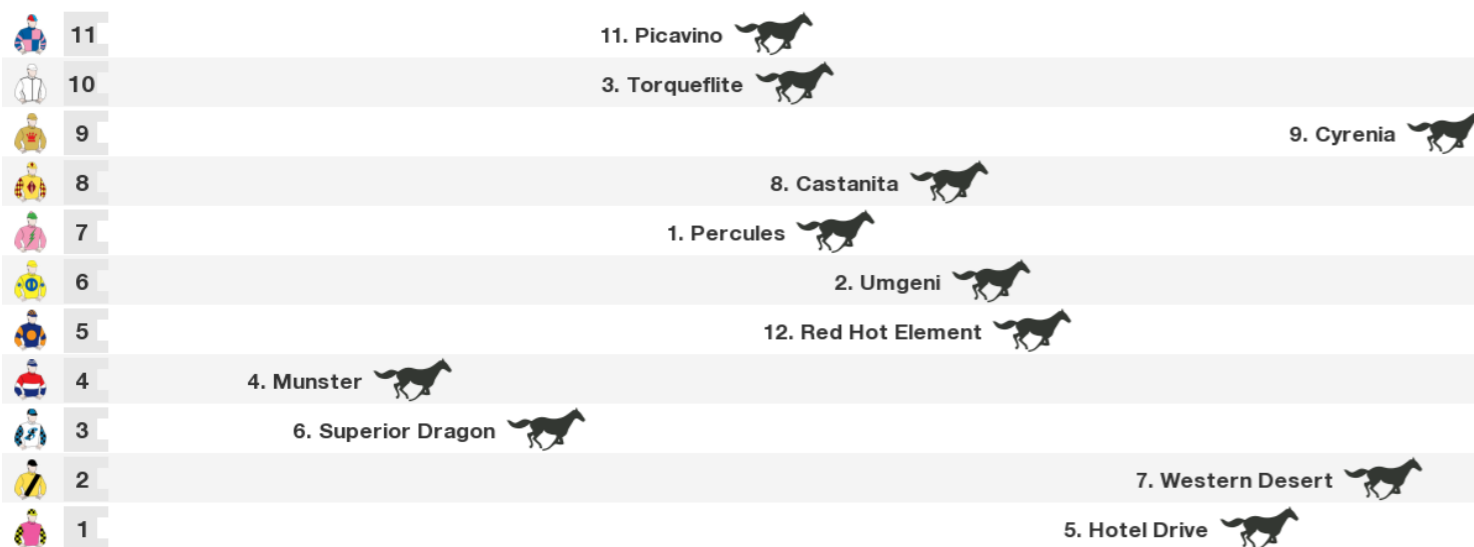 11 11. Picavino
10 3. Torqueflite
9 9. Cyrenia
8 8. Castanita
7 1. Percules
6 2. Umgeni
5 12. Red Hot Element
4 4. Munster
3 6. Superior Dragon
2 7. Western Desert
1 5. Hotel Drive